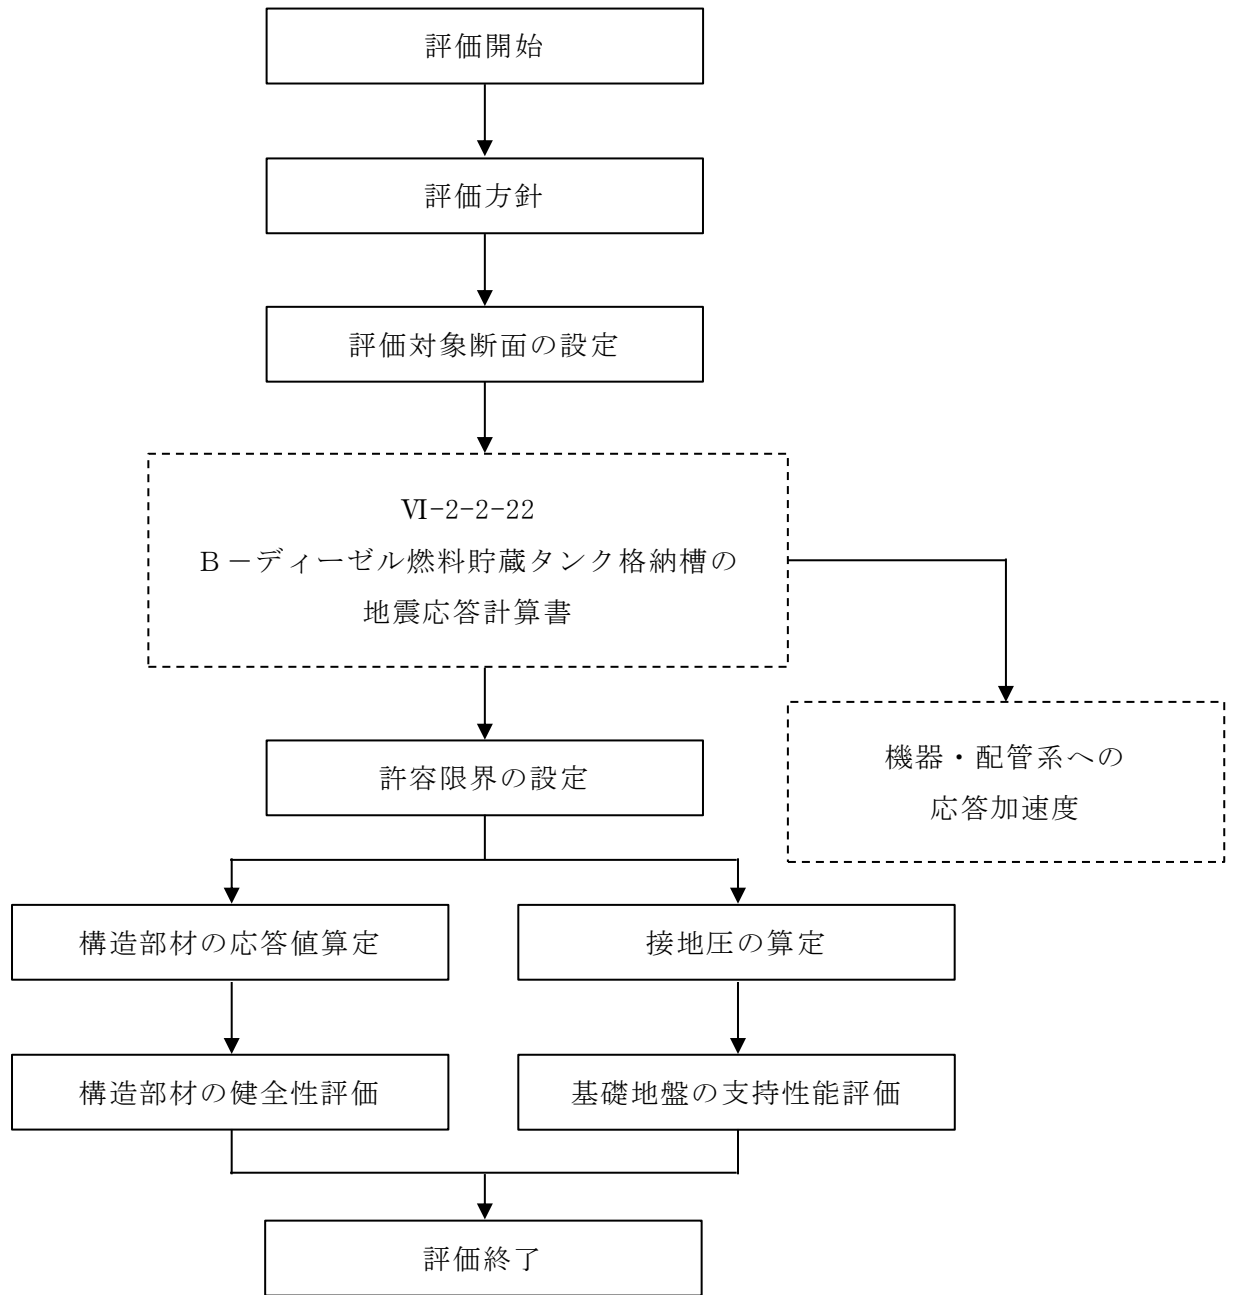 評価開始
評価方針
評価対象断面の設定
Ⅵ-2-2-22
B－ディーゼル燃料貯蔵タンク格納槽の
地震応答計算書
機器・配管系への
応答加速度
許容限界の設定
構造部材の応答値算定
接地圧の算定
構造部材の健全性評価
基礎地盤の支持性能評価
評価終了